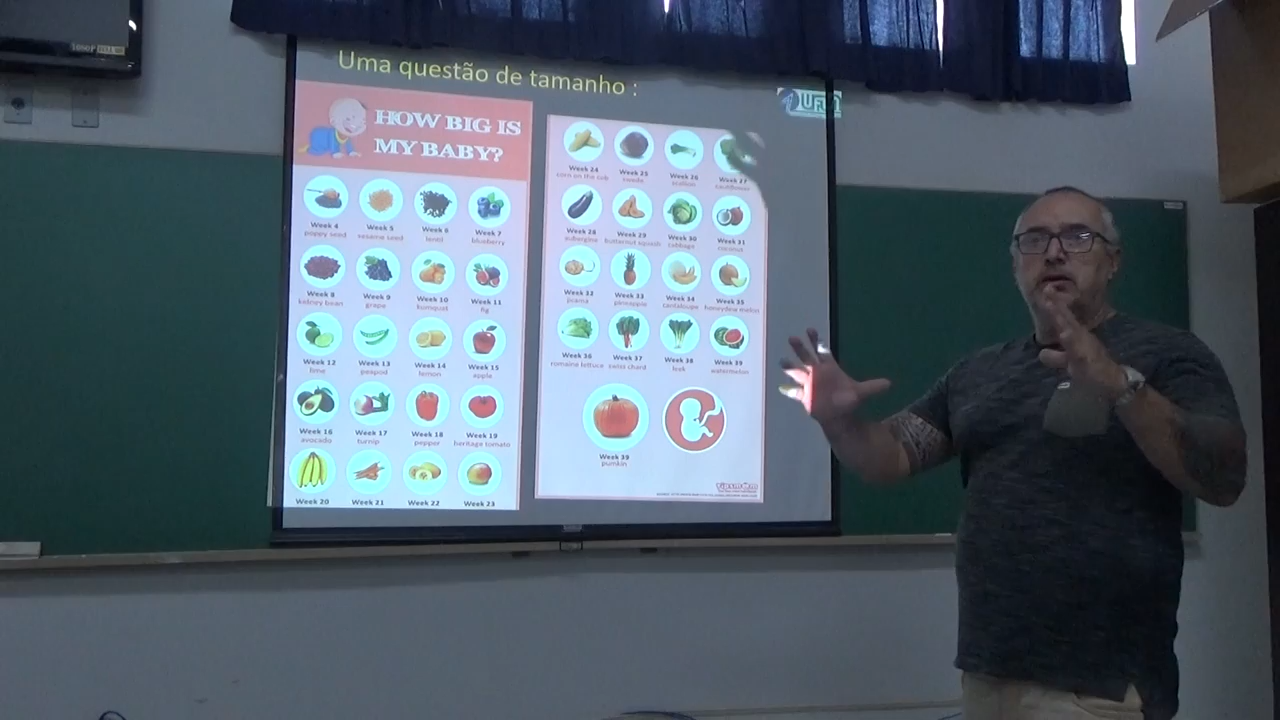 Uma questão de tamanho :
HOW BIG IS
MY BABY?
Week 4 Week 5 Week 6 Week 7
poppy seed sesame seed lentil blueberry
Week 8 Week 9 Week 10 Week 11
kidney bean grape kumquat fig
Week 12 Week 13 Week 14 Week 15
lime peapod lemon apple
Week 16 Week 17 Week 18 Week 19
avocado turnip pepper heritage tomato
Week 20 Week 21 Week 22 Week 23
Week 24 Week 25 Week 26 Week 27
corn on the cob swede scallion cauliflower
Week 28 Week 29 Week 30 Week 31
aubergine butternut squash cabbage coconut
Week 32 Week 33 Week 34 Week 35
jicama pineapple cantaloupe honeydew melon
Week 36 Week 37 Week 38 Week 39
romaine lettuce swiss chard leek watermelon
Week 39
pumkin